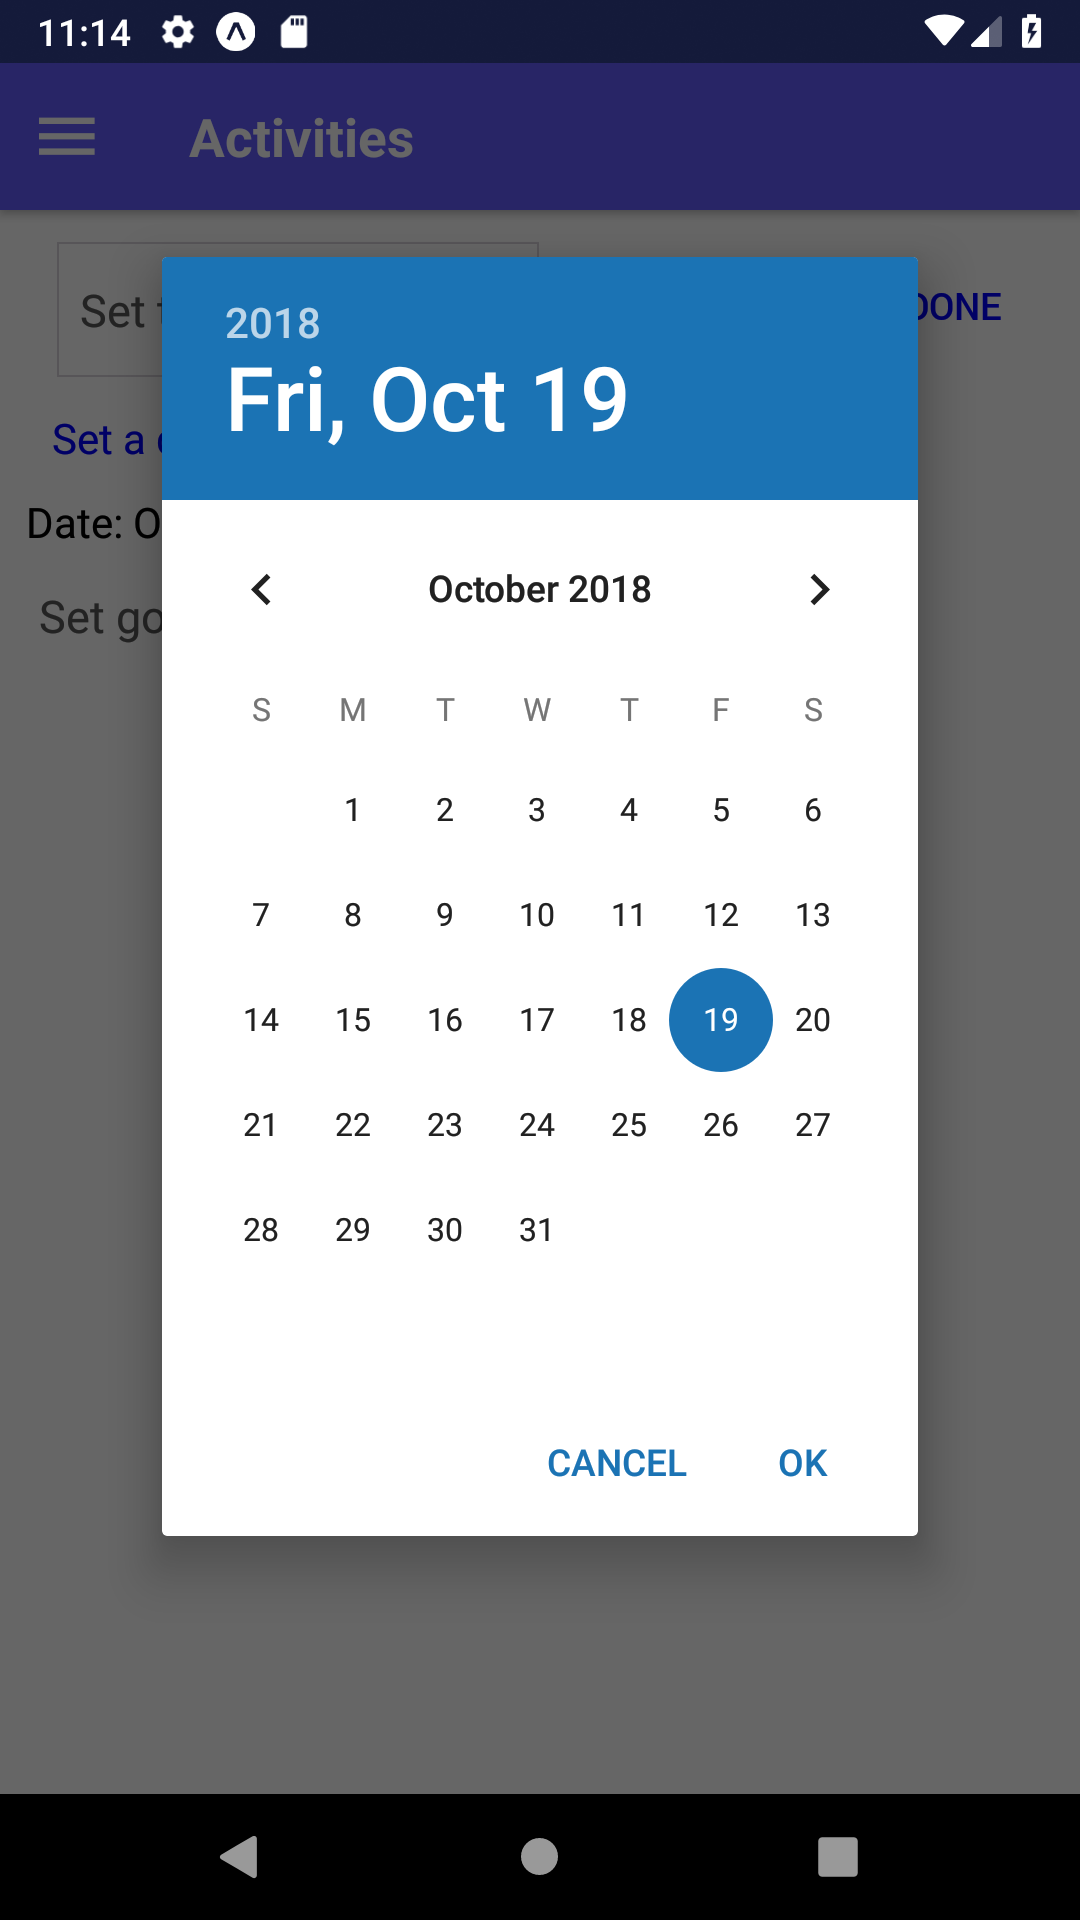 11:14
Activities
Set
DONE
2018
Fri, Oct 19
Set a
Date: O
Set go
October 2018
S M T W T F S
1 2 3 4 5 6
7 8 9 10 11 12 13
14 15 16 17 18 19 20
21 22 23 24 25 26 27
28 29 30 31
CANCEL OK